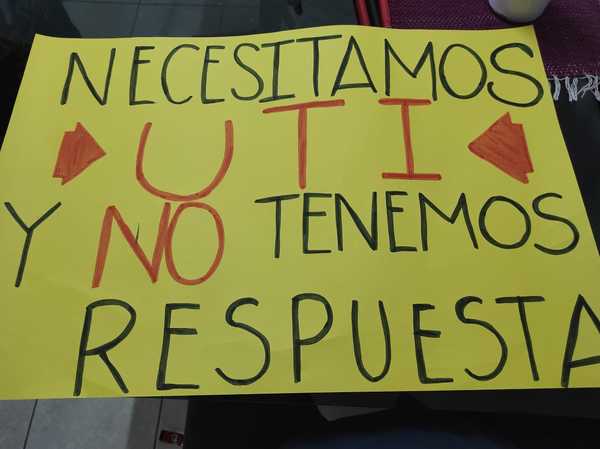 NECESITAMOS
UTI
Y NO TENEMOS
RESPUESTA